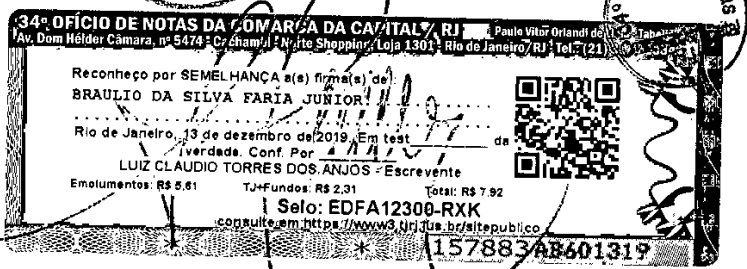 34º OFÍCIO DE NOTAS DA COMARCA DA CAPITAL / RJ Paulo Vitor Orlandi de
Av. Dom Hélder Câmara, nº 5474 - Cachambi - Norte Shopping, Loja 1301 - Rio de Janeiro/RJ - Tel.: (21)
Reconheço por SEMELHANÇA a(s) firma(s) de:
BRAULIO DA SILVA FARIA JUNIOR
Rio de Janeiro, 13 de dezembro de 2019. Em test da
verdade. Conf. Por
LUIZ CLAUDIO TORRES DOS ANJOS - Escrevente
Emolumentos: R$ 5,61 TJ+Fundos: R$ 2,31 Total: R$ 7,92
Selo: EDFA12300-RXK
consulte em https://www3.tjrj.jus.br/sitepublico
157883AB601319